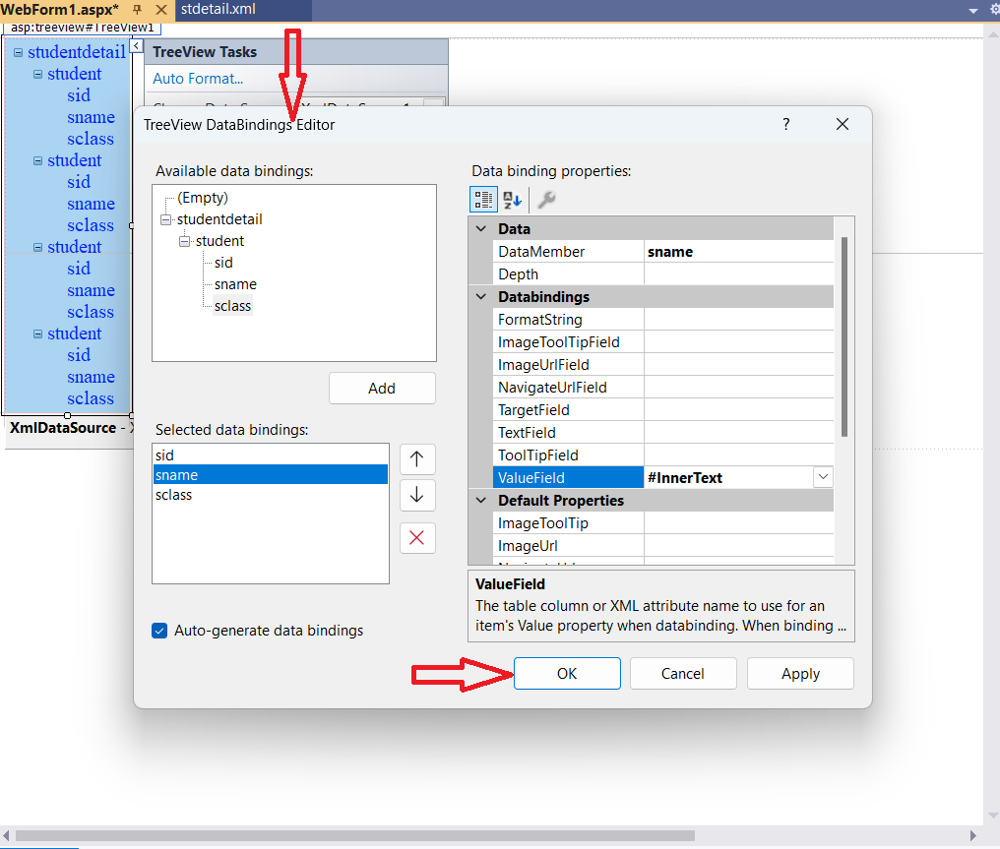 WebForm1.aspx*
stdetail.xml
asp:treeview#TreeView1
studentdetail
student
sid
sname
sclass
student
sid
sname
sclass
student
sid
sname
sclass
student
sid
sname
sclass
XmlDataSource -
TreeView Tasks
Auto Format...
TreeView DataBindings Editor
?
Available data bindings:
(Empty)
studentdetail
student
sid
sname
sclass
Add
Selected data bindings:
sid
sname
sclass
Auto-generate data bindings
Data binding properties:
Data
DataMember sname
Depth
Databindings
FormatString
ImageToolTipField
ImageUrlField
NavigateUrlField
TargetField
TextField
ToolTipField
ValueField #InnerText
Default Properties
ImageToolTip
ImageUrl
ValueField
The table column or XML attribute name to use for an
item's Value property when databinding. When binding ...
OK
Cancel
Apply